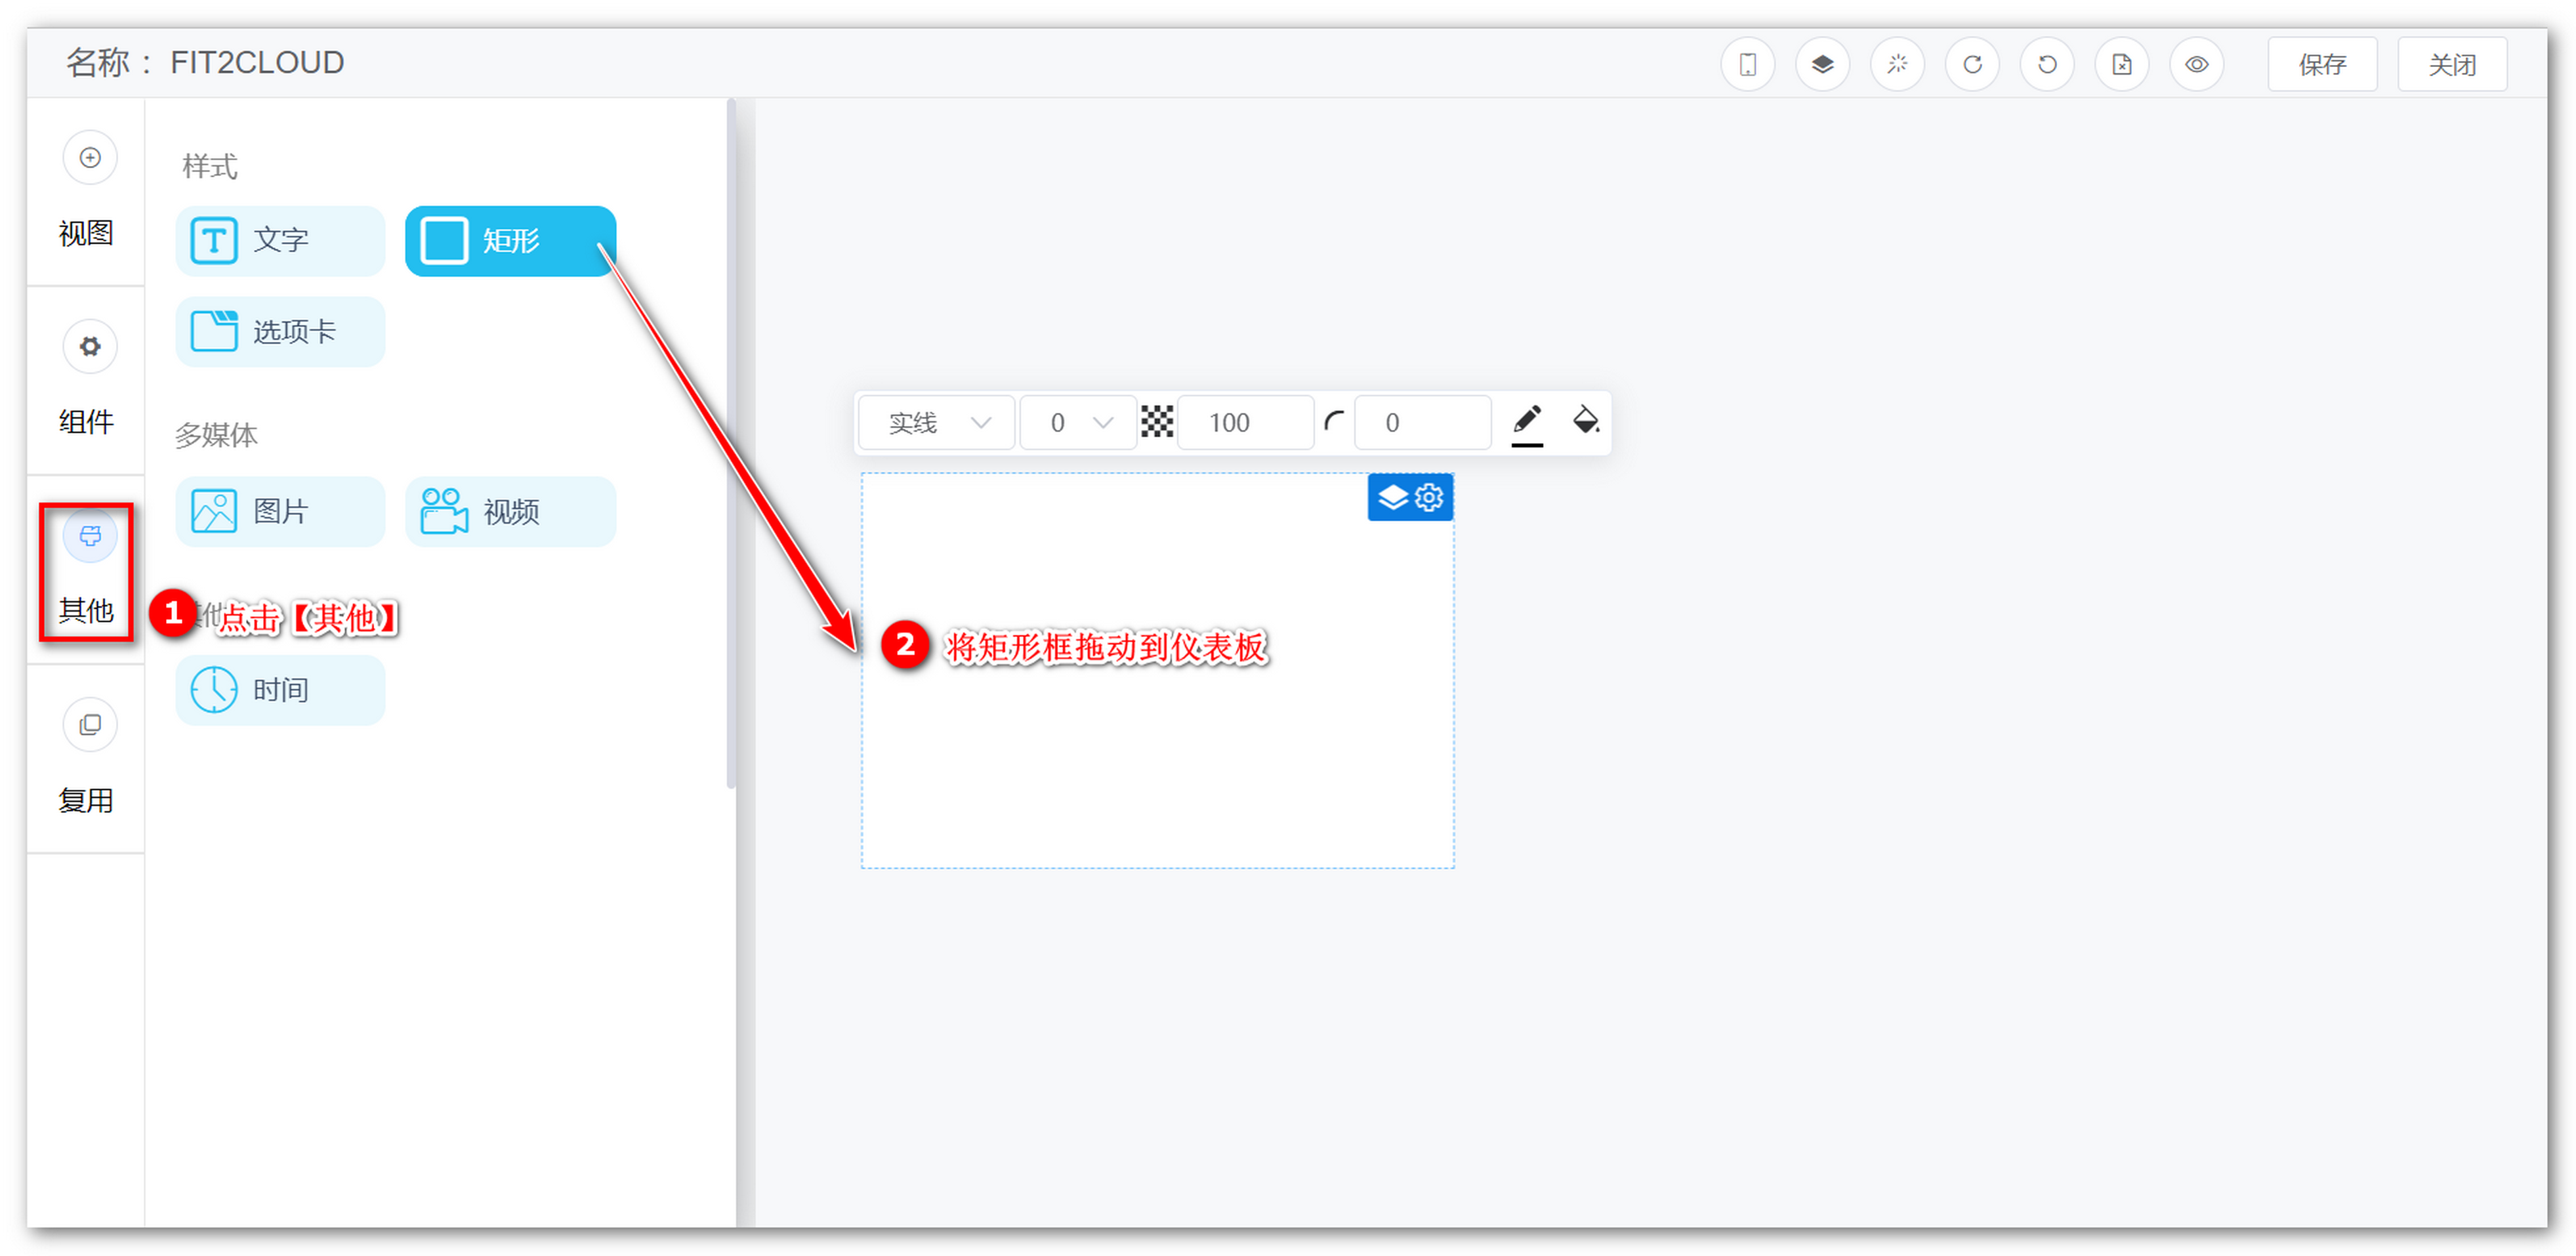 名称： FIT2CLOUD
保存 关闭
视图
组件
其他
复用
样式
文字 矩形
选项卡
多媒体
图片 视频
1 点击【其他】
时间
实线 0 100 0
2 将矩形框拖动到仪表板